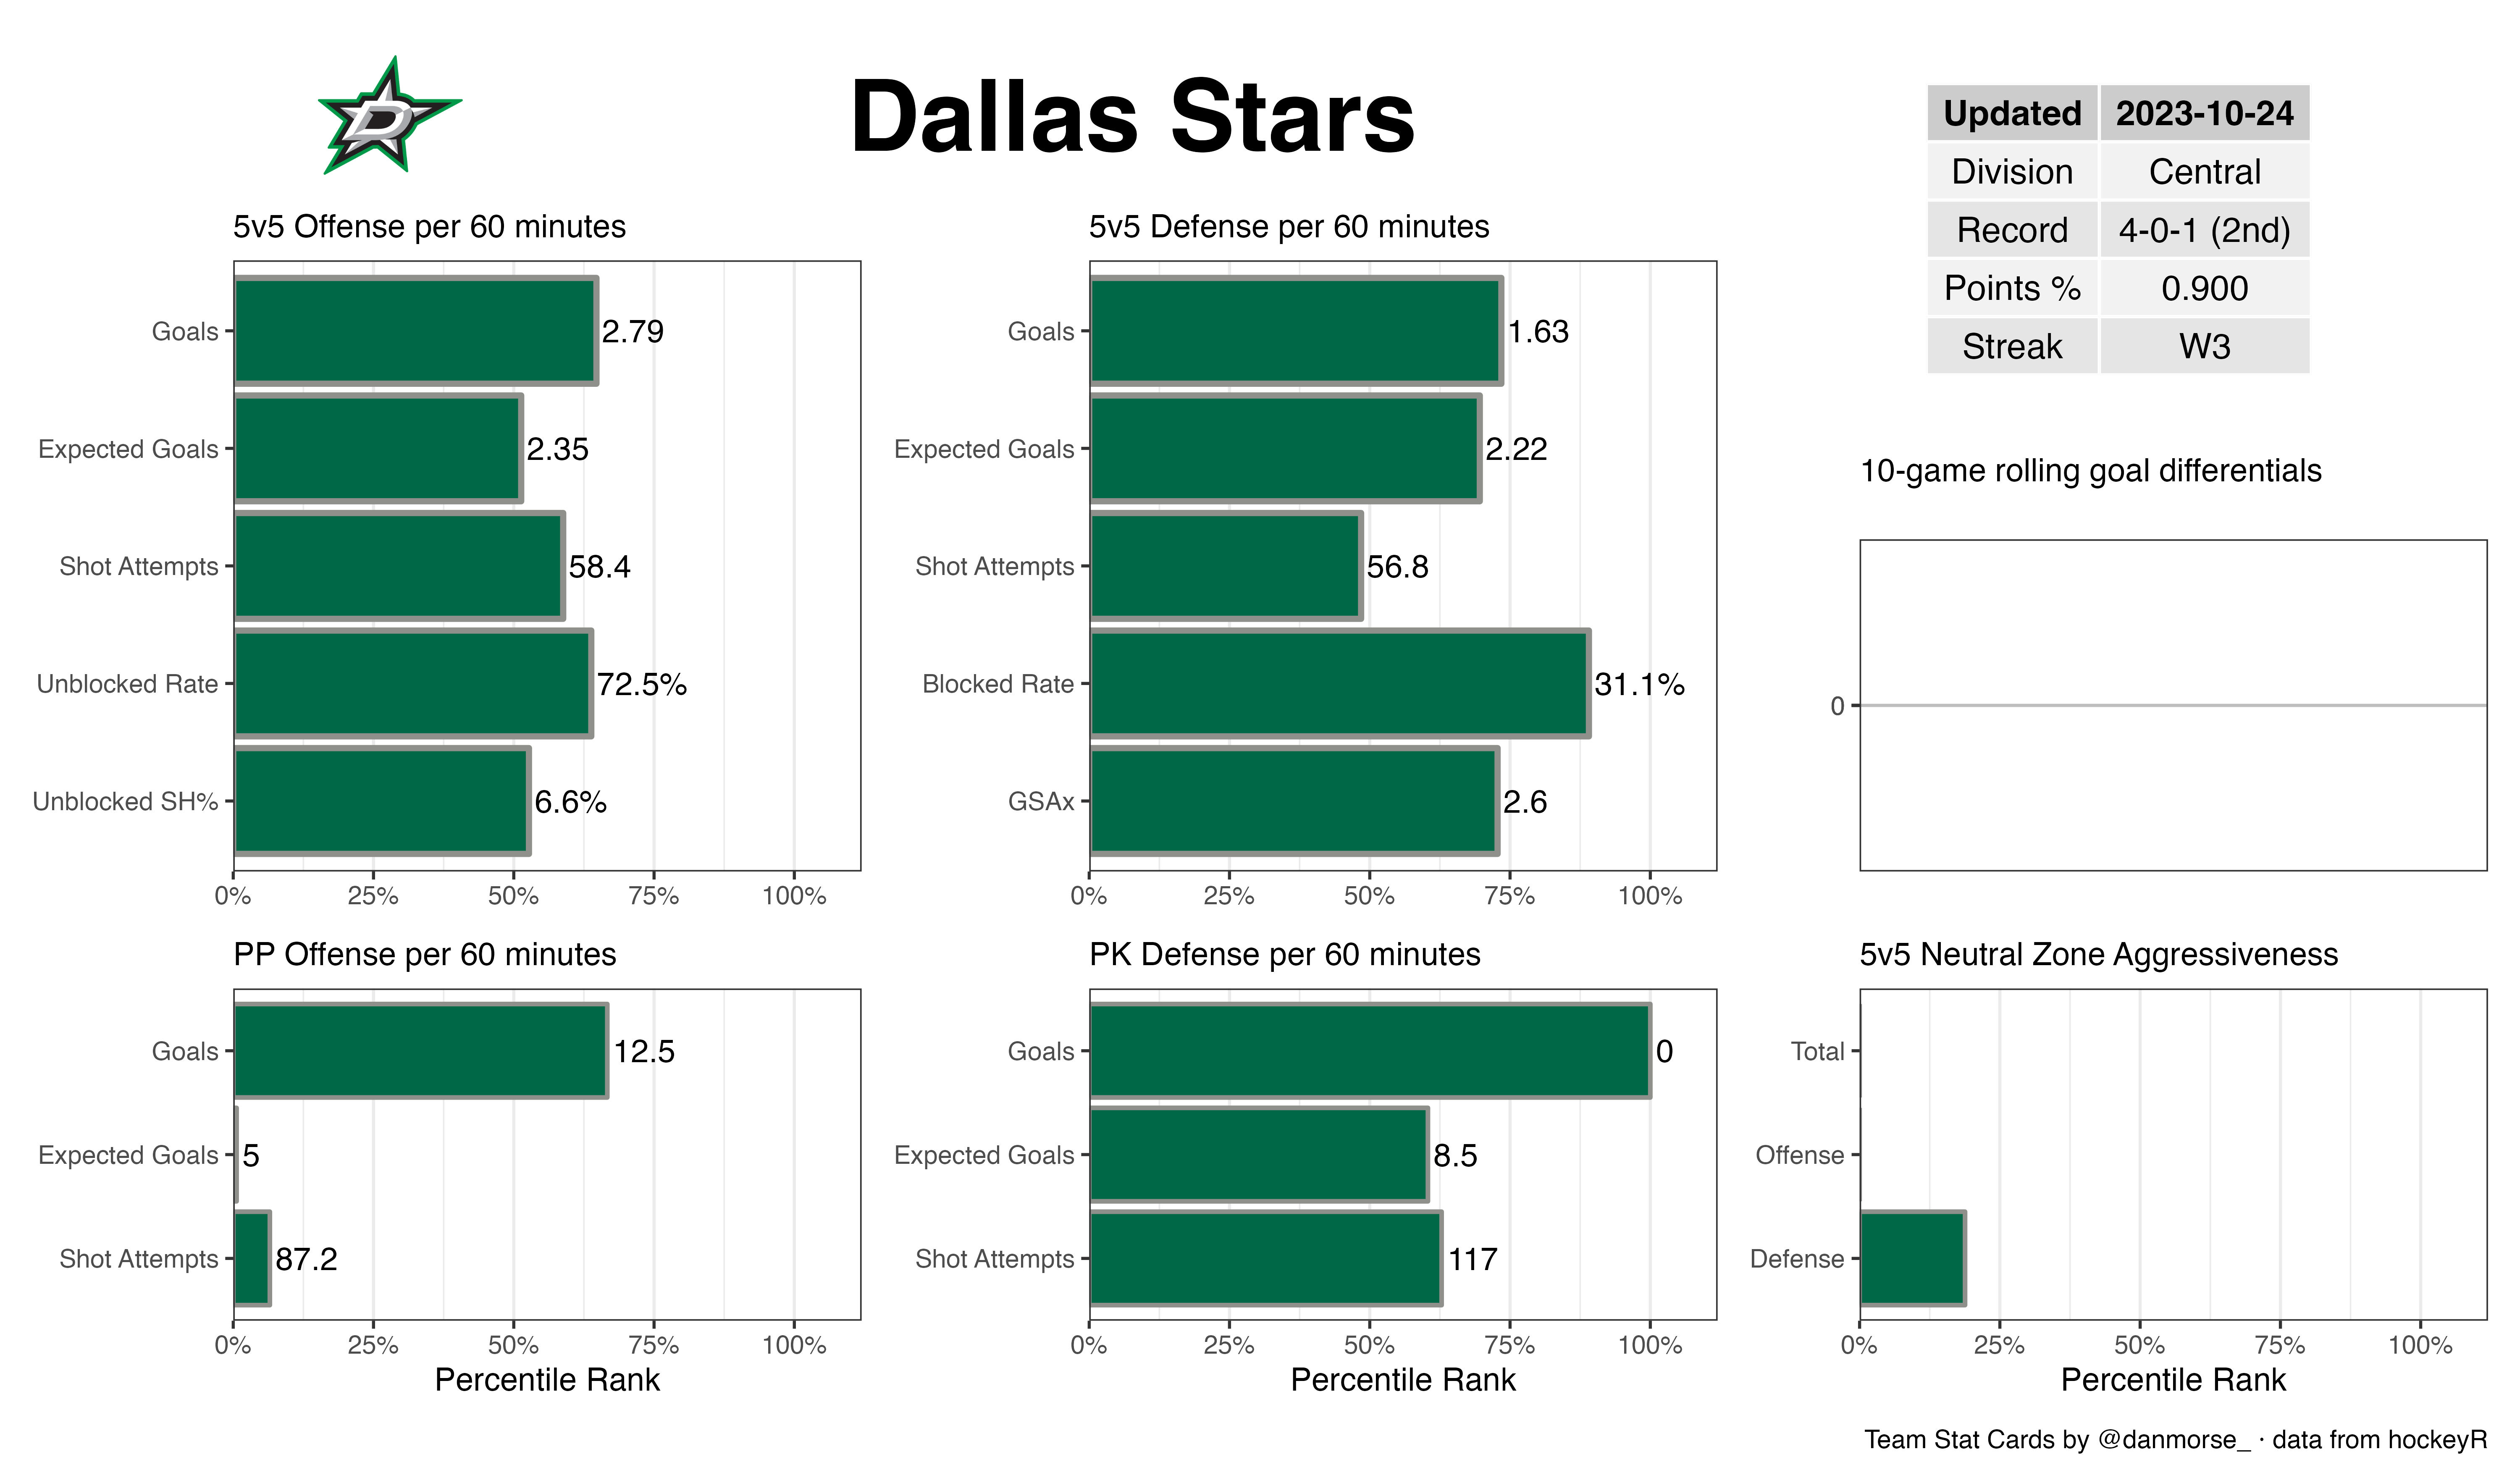 Dallas Stars
Updated 2023-10-24
Division Central
Record 4-0-1 (2nd)
Points % 0.900
Streak W3
5v5 Offense per 60 minutes
Goals 2.79
Expected Goals 2.35
Shot Attempts 58.4
Unblocked Rate 72.5%
Unblocked SH% 6.6%
0% 25% 50% 75% 100%
5v5 Defense per 60 minutes
Goals 1.63
Expected Goals 2.22
Shot Attempts 56.8
Blocked Rate 31.1%
GSAx 2.6
0% 25% 50% 75% 100%
10-game rolling goal differentials
0
PP Offense per 60 minutes
Goals 12.5
Expected Goals 5
Shot Attempts 87.2
0% 25% 50% 75% 100%
Percentile Rank
PK Defense per 60 minutes
Goals 0
Expected Goals 8.5
Shot Attempts 117
0% 25% 50% 75% 100%
Percentile Rank
5v5 Neutral Zone Aggressiveness
Total
Offense
Defense
0% 25% 50% 75% 100%
Percentile Rank
Team Stat Cards by @danmorse_ · data from hockeyR